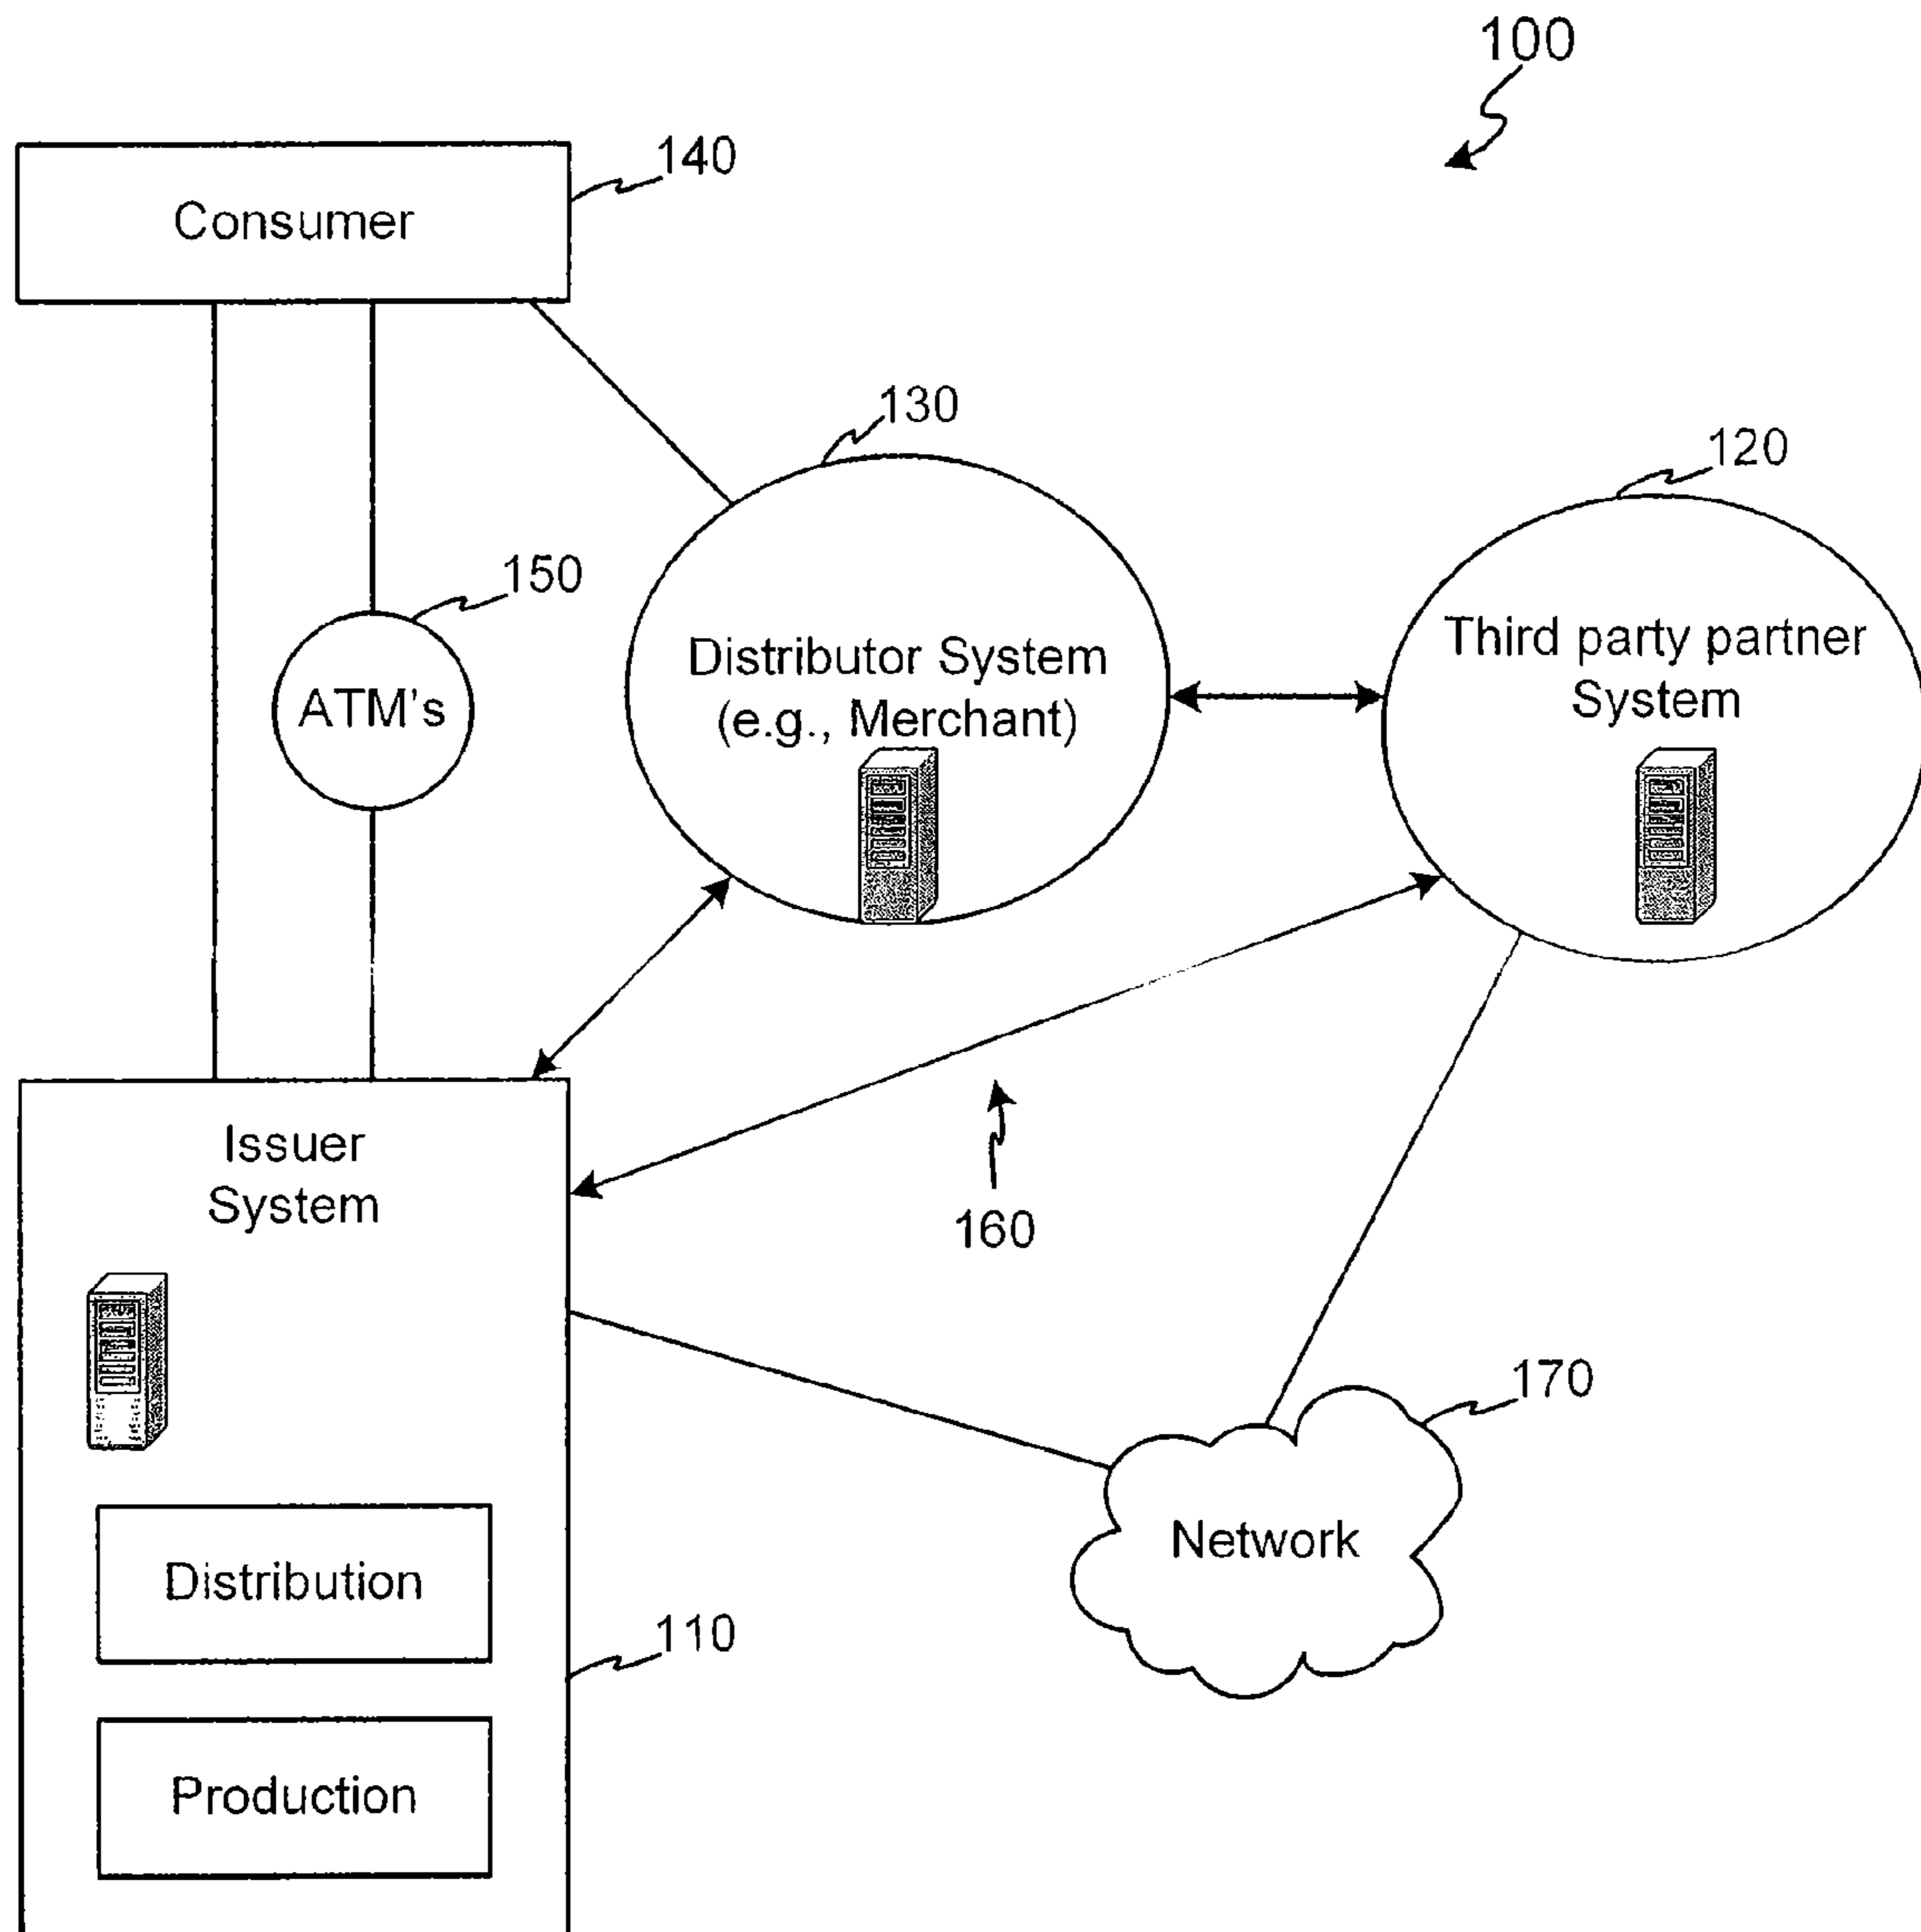 100
140
Consumer
130
120
150
Distributor System
(e.g., Merchant)
Third party partner
System
ATM's
Issuer
System
160
170
Network
Distribution
110
Production